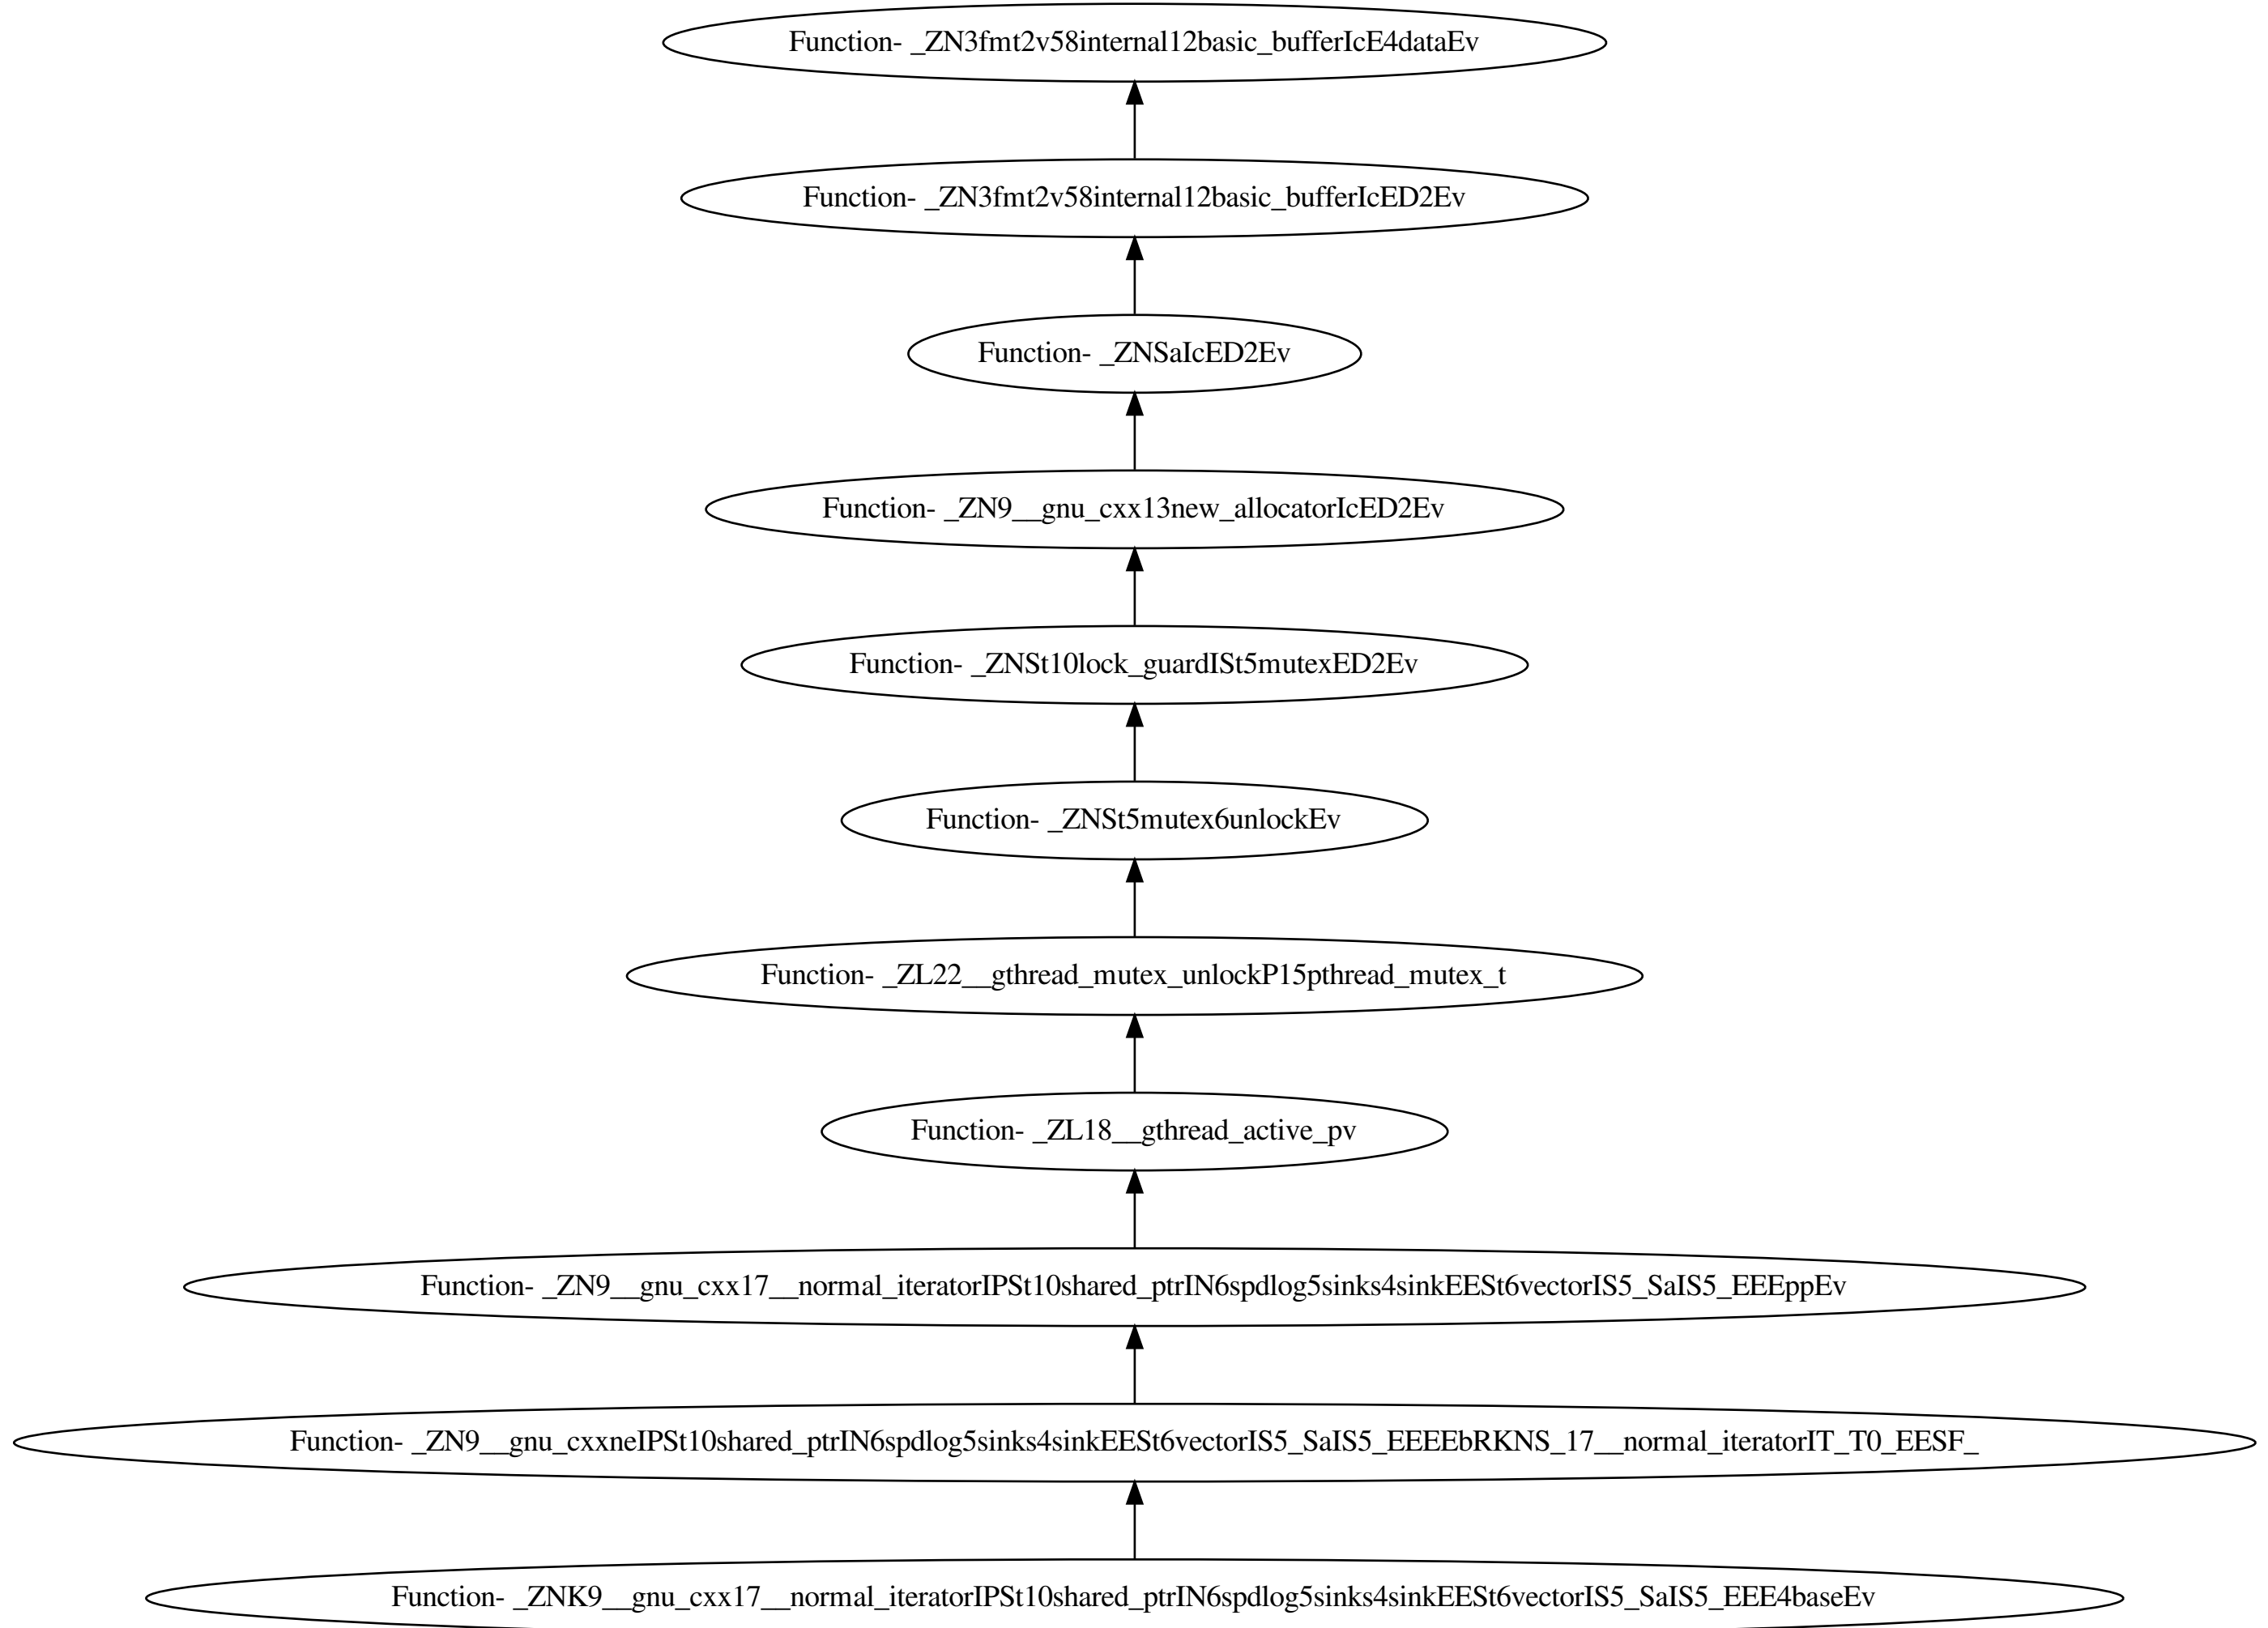 Function- _ZN3fmt2v58internal12basic_bufferIcE4dataEv
Function- _ZN3fmt2v58internal12basic_bufferIcED2Ev
Function- _ZNSaIcED2Ev
Function- _ZN9__gnu_cxx13new_allocatorIcED2Ev
Function- _ZNSt10lock_guardISt5mutexED2Ev
Function- _ZNSt5mutex6unlockEv
Function- _ZL22__gthread_mutex_unlockP15pthread_mutex_t
Function- _ZL18__gthread_active_pv
Function- _ZN9__gnu_cxx17__normal_iteratorIPSt10shared_ptrIN6spdlog5sinks4sinkEESt6vectorIS5_SaIS5_EEEppEv
Function- _ZN9__gnu_cxxneIPSt10shared_ptrIN6spdlog5sinks4sinkEESt6vectorIS5_SaIS5_EEEEbRKNS_17__normal_iteratorIT_T0_EESF_
Function- _ZNK9__gnu_cxx17__normal_iteratorIPSt10shared_ptrIN6spdlog5sinks4sinkEESt6vectorIS5_SaIS5_EEE4baseEv